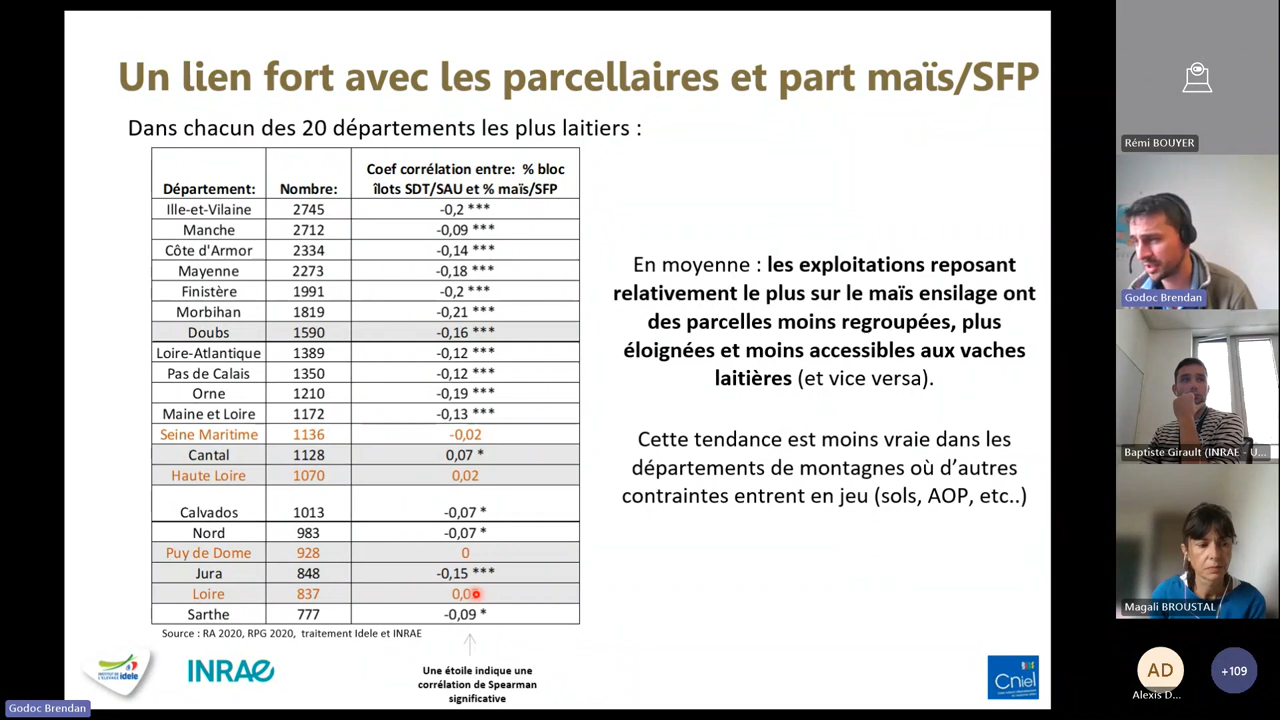 Un lien fort avec les parcellaires et part maïs/SFP
Dans chacun des 20 départements les plus laitiers :
Département: Nombre: Coef corrélation entre: % bloc îlots SDT/SAU et % maïs/SFP
Ille-et-Vilaine 2745 -0,2 ***
Manche 2712 -0,09 ***
Côte d'Armor 2334 -0,14 ***
Mayenne 2273 -0,18 ***
Finistère 1991 -0,2 ***
Morbihan 1819 -0,21 ***
Doubs 1590 -0,16 ***
Loire-Atlantique 1389 -0,12 ***
Pas de Calais 1350 -0,12 ***
Orne 1210 -0,19 ***
Maine et Loire 1172 -0,13 ***
Seine Maritime 1136 -0,02
Cantal 1128 0,07 *
Haute Loire 1070 0,02
Calvados 1013 -0,07 *
Nord 983 -0,07 *
Puy de Dome 928 0
Jura 848 -0,15 ***
Loire 837
Sarthe 777 -0,09 *
Source : RA 2020, RPG 2020, traitement Idele et INRAE
Une étoile indique une
corrélation de Spearman
significative
En moyenne : les exploitations reposant
relativement le plus sur le maïs ensilage ont
des parcelles moins regroupées, plus
éloignées et moins accessibles aux vaches
laitières (et vice versa).
Cette tendance est moins vraie dans les
départements de montagnes où d'autres
contraintes entrent en jeu (sols, AOP, etc..)
INSTITUT DE L'ELEVAGE idele
INRAE
Cniel
Godoc Brendan
Rémi BOUYER
Godoc Brendan
Baptiste Girault (INRAE - U...
Magali BROUSTAL
AD
Alexis D...
+109